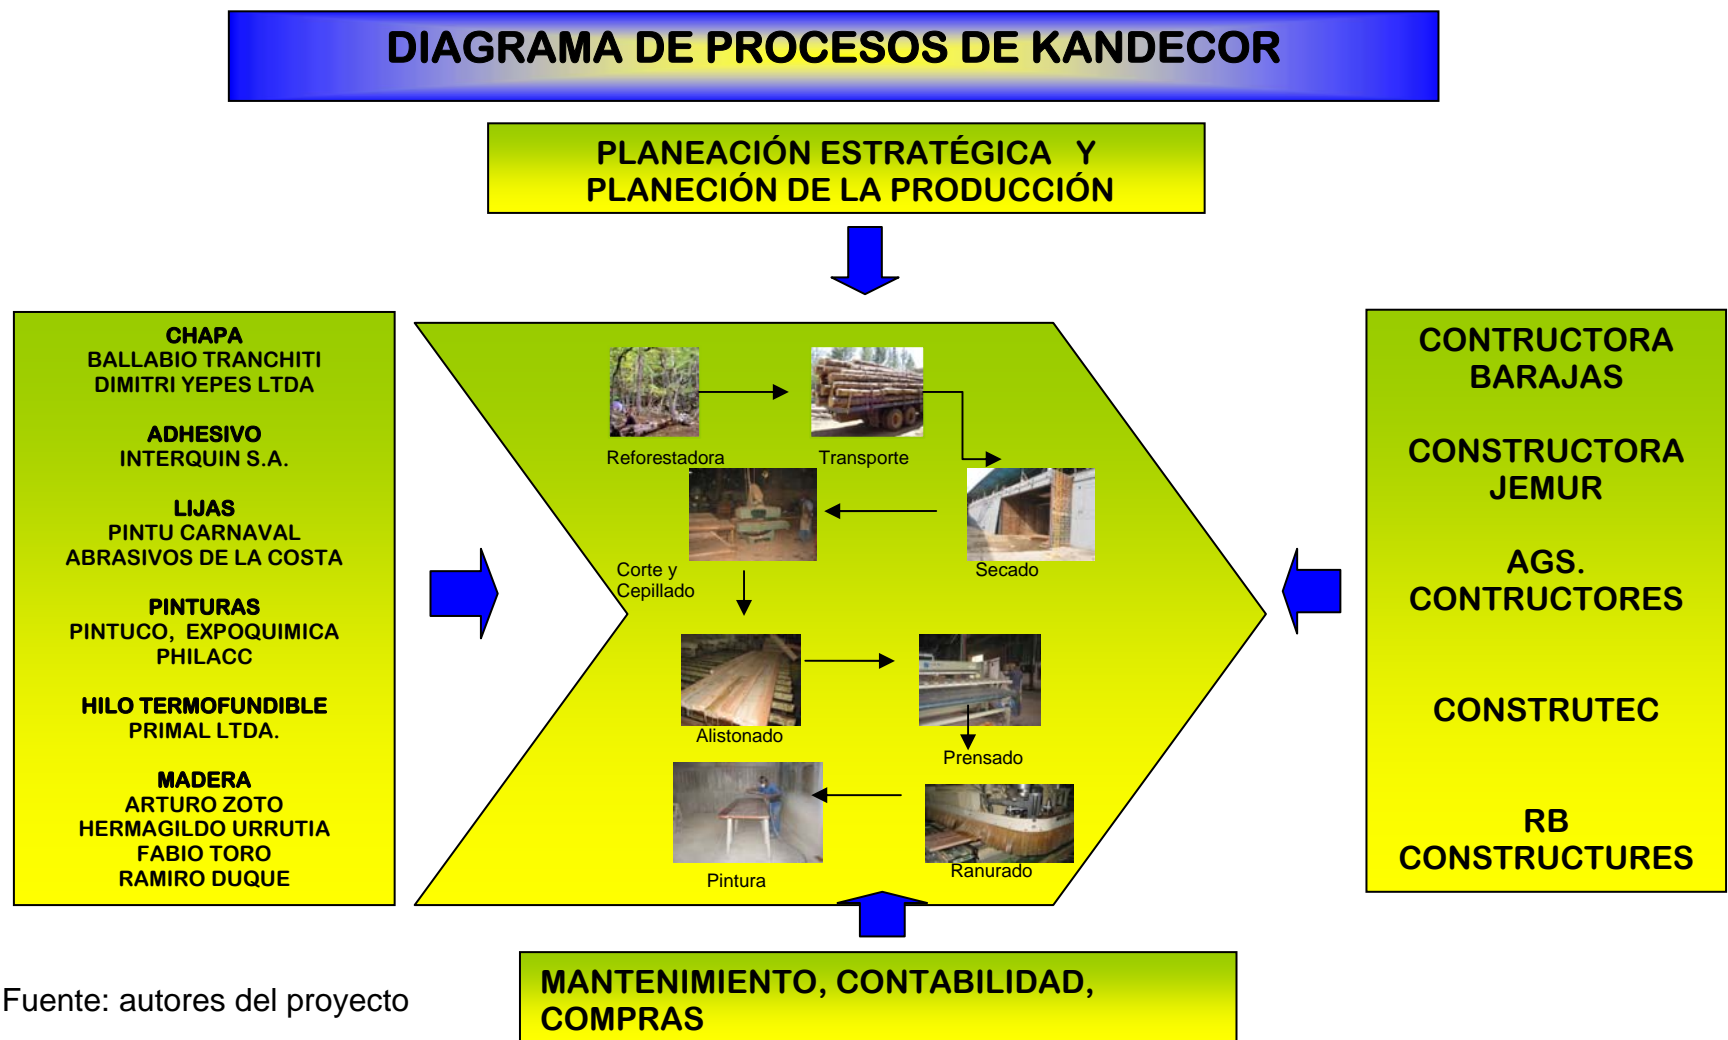 DIAGRAMA DE PROCESOS DE KANDECOR
PLANEACIÓN ESTRATÉGICA Y
PLANECIÓN DE LA PRODUCCIÓN
CHAPA
BALLABIO TRANCHITI
DIMITRI YEPES LTDA
ADHESIVO
INTERQUIN S.A.
LIJAS
PINTU CARNAVAL
ABRASIVOS DE LA COSTA
PINTURAS
PINTUCO, EXPOQUIMICA
PHILACC
HILO TERMOFUNDIBLE
PRIMAL LTDA.
MADERA
ARTURO ZOTO
HERMAGILDO URRUTIA
FABIO TORO
RAMIRO DUQUE
Reforestadora
Transporte
Secado
Corte y
Cepillado
Alistonado
Prensado
Ranurado
Pintura
CONTRUCTORA
BARAJAS
CONSTRUCTORA
JEMUR
AGS.
CONTRUCTORES
CONSTRUTEC
RB
CONSTRUCTURES
MANTENIMIENTO, CONTABILIDAD,
COMPRAS
Fuente: autores del proyecto